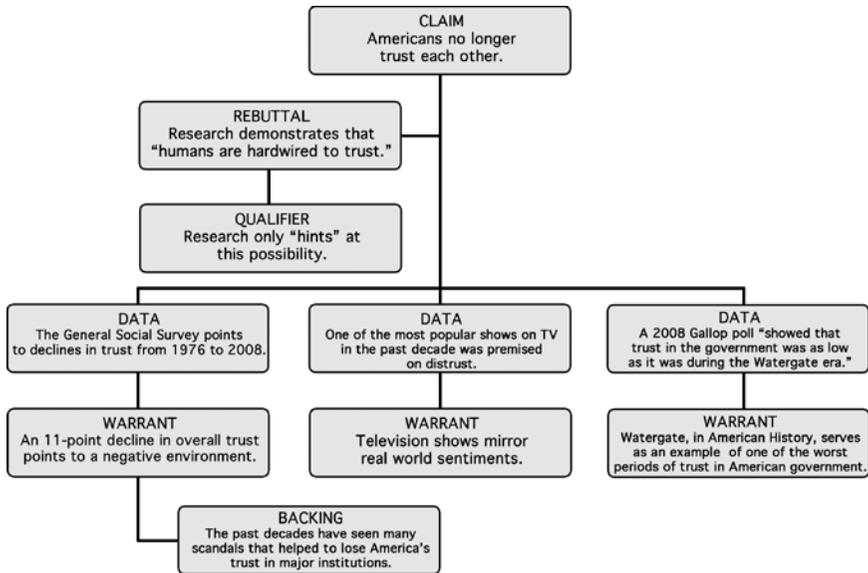 CLAIM
Americans no longer
trust each other.
REBUTTAL
Research demonstrates that
“humans are hardwired to trust.”
QUALIFIER
Research only “hints” at
this possibility.
DATA
The General Social Survey points
to declines in trust from 1976 to 2008.
DATA
One of the most popular shows on TV
in the past decade was premised
on distrust.
DATA
A 2008 Gallop poll “showed that
trust in the government was as low
as it was during the Watergate era.”
WARRANT
An 11-point decline in overall trust
points to a negative environment.
WARRANT
Television shows mirror
real world sentiments.
WARRANT
Watergate, in American History, serves
as an example of one of the worst
periods of trust in American government.
BACKING
The past decades have seen many
scandals that helped to lose America’s
trust in major institutions.